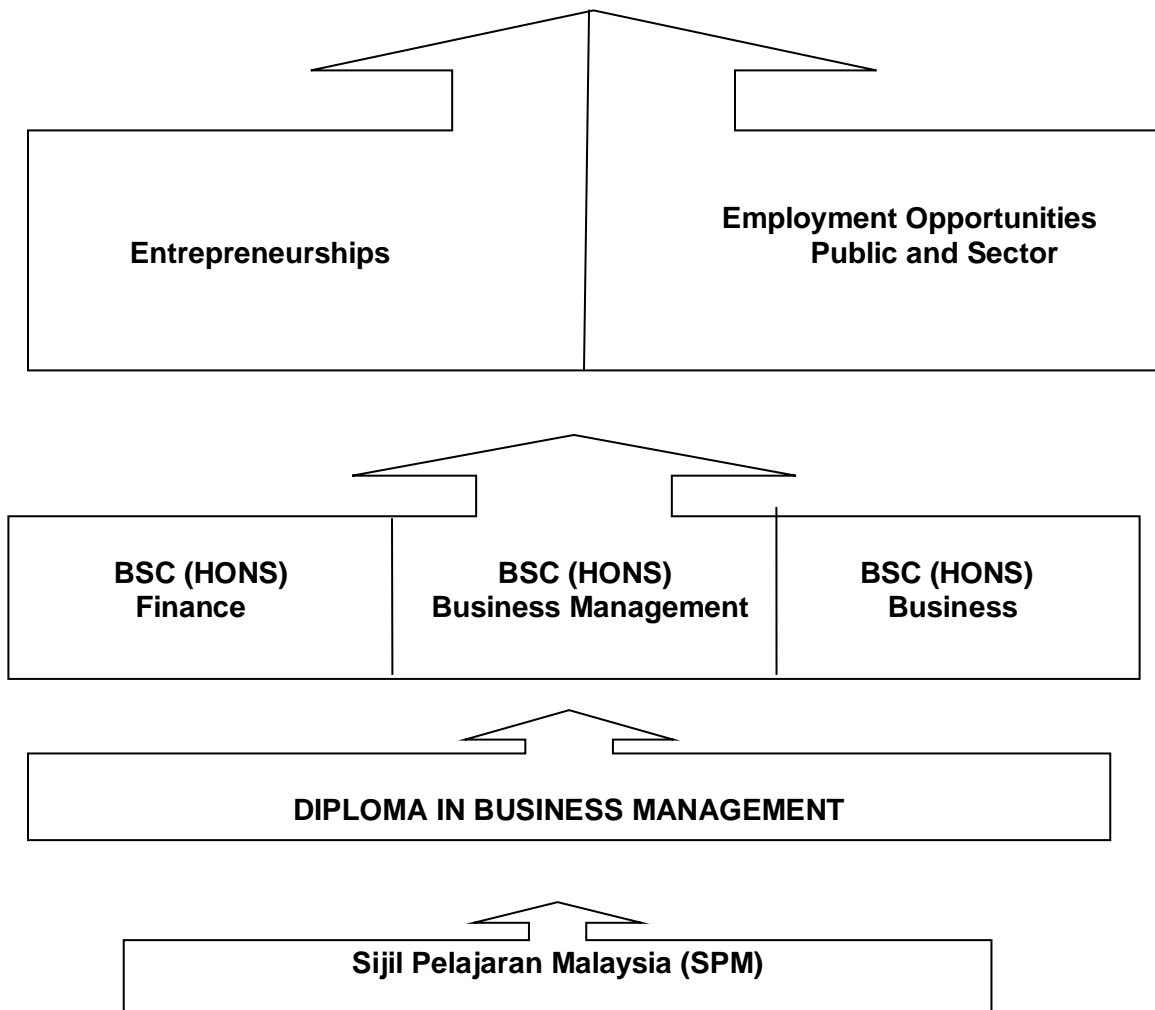 Entrepreneurships
Employment Opportunities
Public and Sector
BSC (HONS)
Finance
BSC (HONS)
Business Management
BSC (HONS)
Business
DIPLOMA IN BUSINESS MANAGEMENT
Sijil Pelajaran Malaysia (SPM)